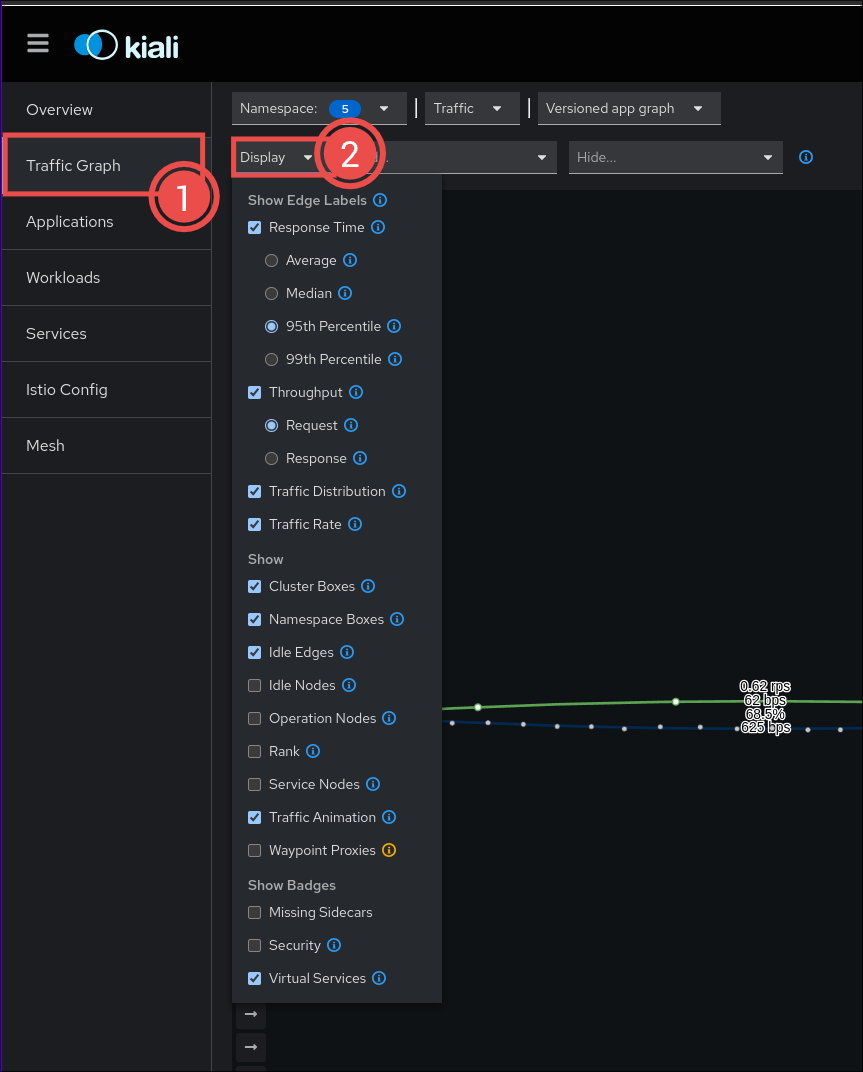 kiali
Overview
Traffic Graph
1
Applications
Workloads
Services
Istio Config
Mesh
Namespace: 5
Traffic
Versioned app graph
Display
2
Hide...
Show Edge Labels
Response Time
Average
Median
95th Percentile
99th Percentile
Throughput
Request
Response
Traffic Distribution
Traffic Rate
Show
Cluster Boxes
Namespace Boxes
Idle Edges
Idle Nodes
Operation Nodes
Rank
Service Nodes
Traffic Animation
Waypoint Proxies
Show Badges
Missing Sidecars
Security
Virtual Services
0.62 rps
62 bps
68.5%
625 bps